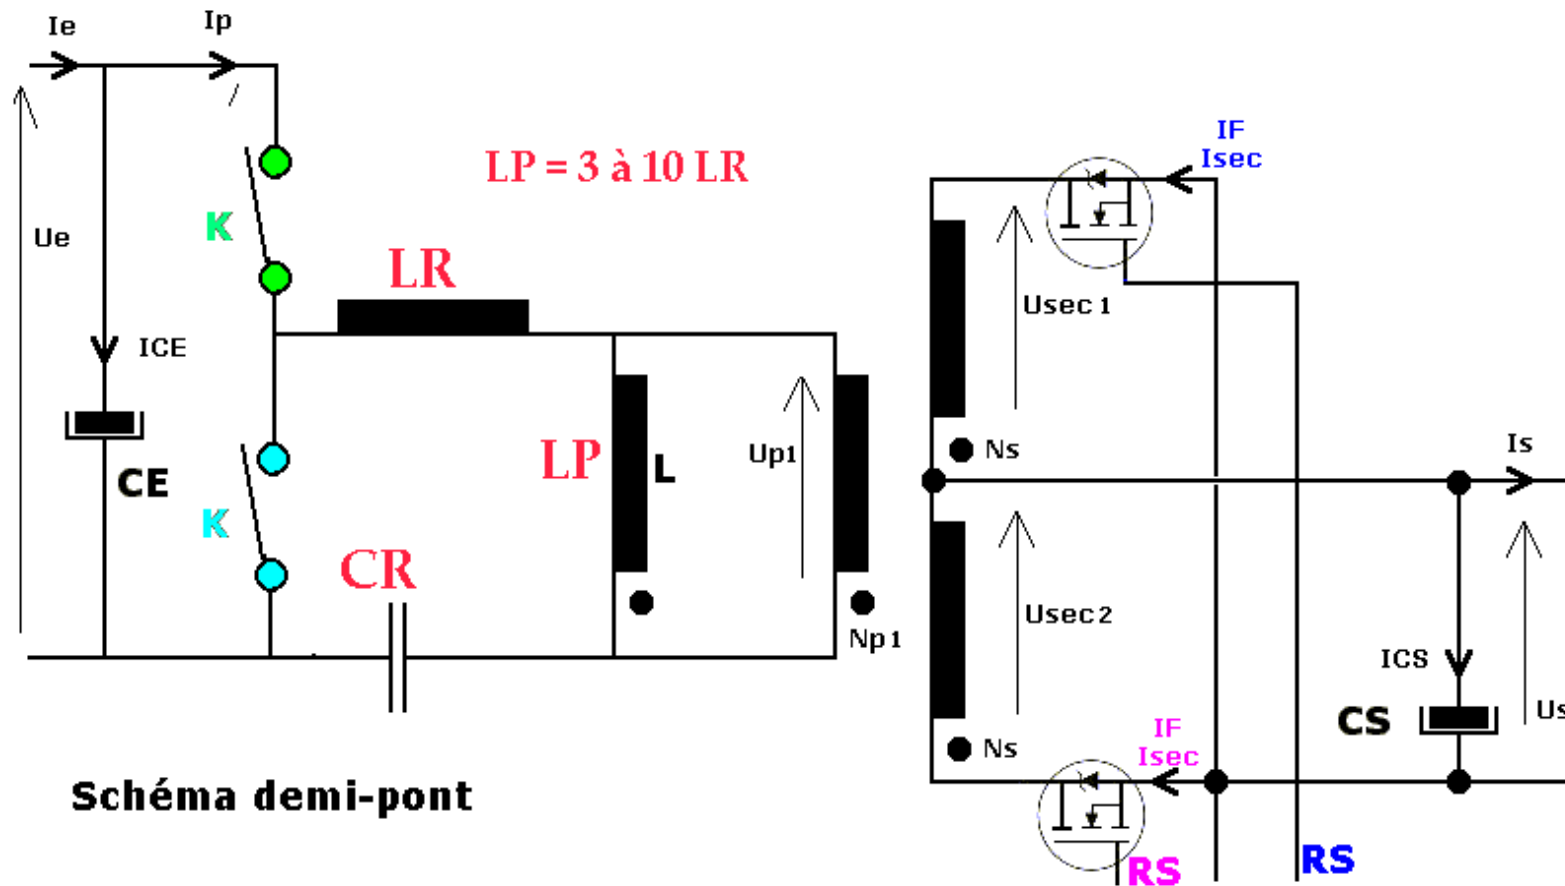 Ie
Ip
LP = 3 à 10 LR
IF
Isec
K
Ue
LR
Usec1
ICE
Ns
Is
CE
LP
L
Up1
K
CR
Usec2
Np1
ICS
CS
Us
Ns
IF
Isec
Schéma demi-pont
RS
RS